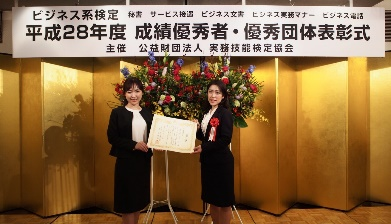 ビジネス系検定 秘書 サービス接遇 ビジネス文書 ビジネス実務マナー ビジネス電話
平成28年度 成績優秀者・優秀団体表彰式
主催 公益財団法人 実務技能検定協会